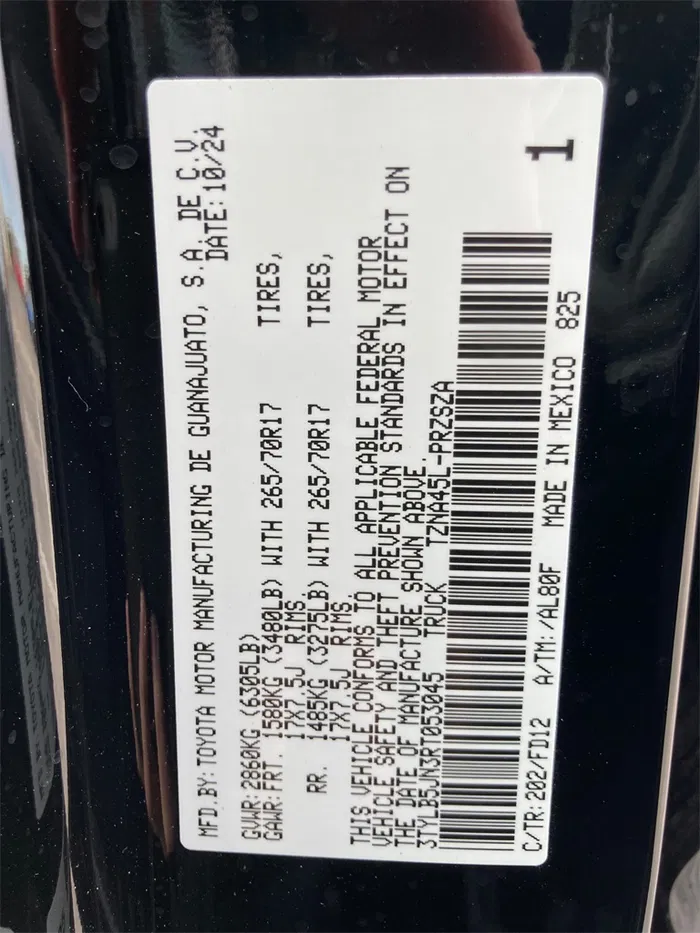 MFD.BY:TOYOTA MOTOR MANUFACTURING DE GUANAJUATO, S.A. DE C.V.
DATE:10/24
GVWR:2860KG (6305LB)
GAWR:FRT. 1580KG (3480LB) WITH 265/70R17 TIRES,
17X7.5J RIMS.
RR. 1485KG (3275LB) WITH 265/70R17 TIRES,
17X7.5J RIMS.
THIS VEHICLE CONFORMS TO ALL APPLICABLE FEDERAL MOTOR
VEHICLE SAFETY AND THEFT PREVENTION STANDARDS IN EFFECT ON
THE DATE OF MANUFACTURE SHOWN ABOVE.
3TYLB5JN3RT053045 TRUCK TZNA45L-PRZSZA
C/TR:202/FD12 A/TM:/AL80F MADE IN MEXICO 825
1